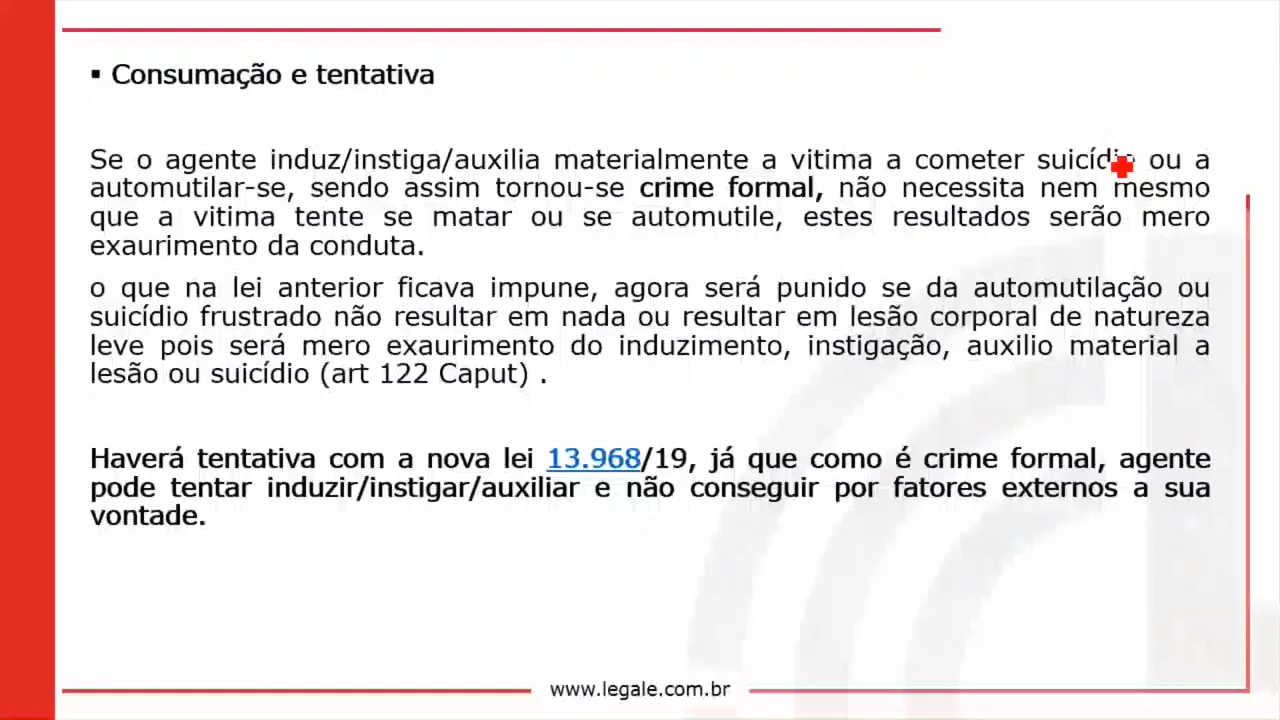 ▪ Consumação e tentativa
Se o agente induz/instiga/auxilia materialmente a vitima a cometer suicídio ou a
automutilar-se, sendo assim tornou-se crime formal, não necessita nem mesmo
que a vitima tente se matar ou se automutile, estes resultados serão mero
exaurimento da conduta.
o que na lei anterior ficava impune, agora será punido se da automutilação ou
suicídio frustrado não resultar em nada ou resultar em lesão corporal de natureza
leve pois será mero exaurimento do induzimento, instigação, auxilio material a
lesão ou suicídio (art 122 Caput) .
Haverá tentativa com a nova lei 13.968/19, já que como é crime formal, agente
pode tentar induzir/instigar/auxiliar e não conseguir por fatores externos a sua
vontade.
www.legale.com.br